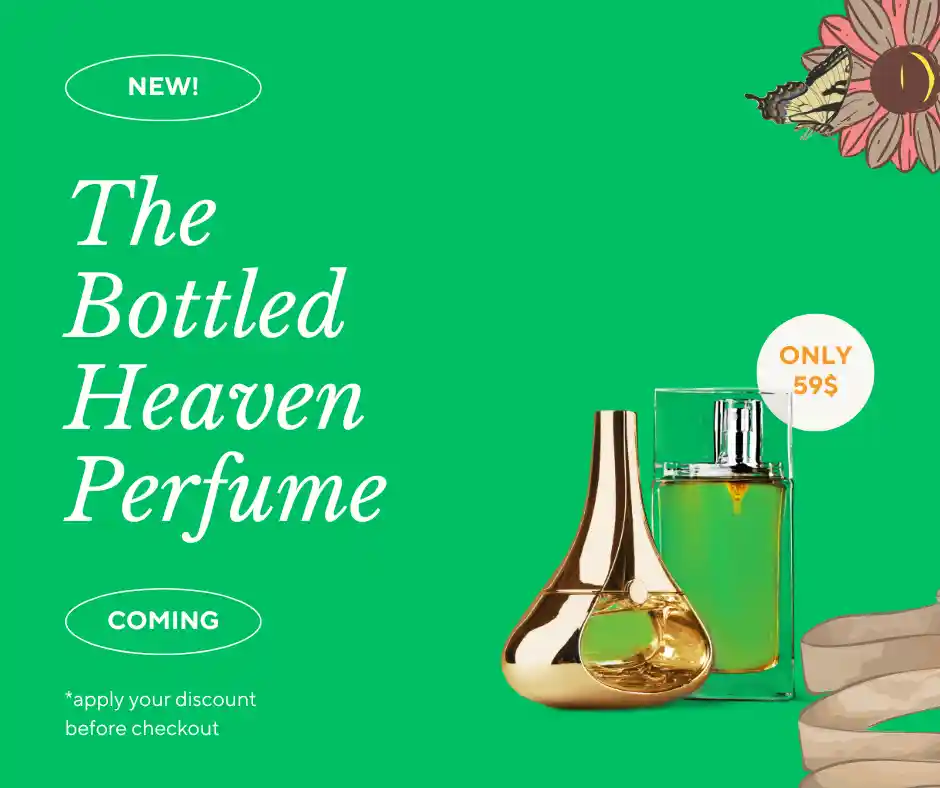 NEW!
The
Bottled
Heaven
Perfume
ONLY
59$
COMING
*apply your discount
before checkout